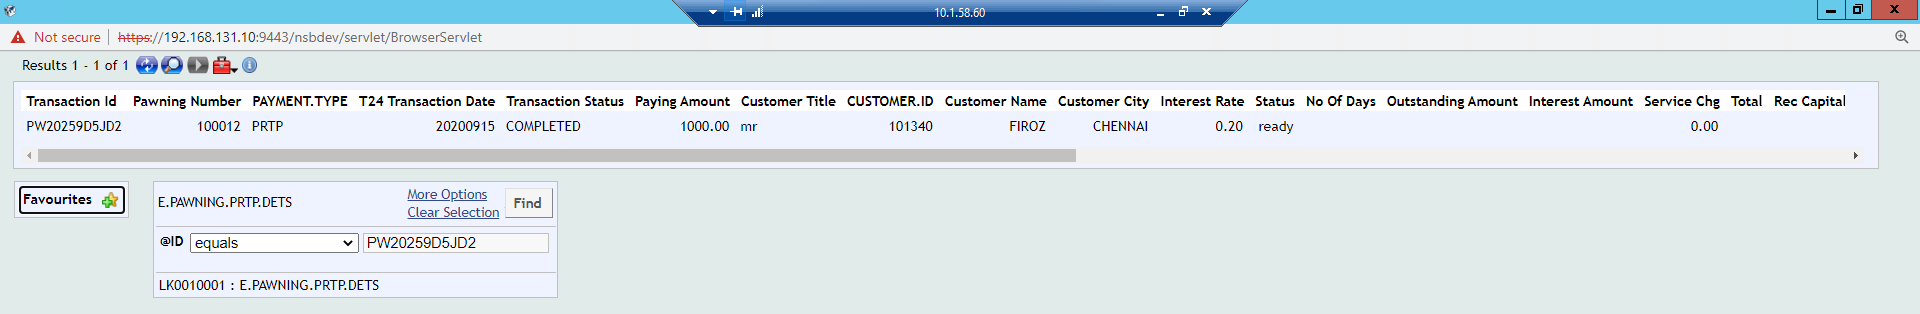 10.1.58.60
Not secure https://192.168.131.10:9443/nsbdev/servlet/BrowserServlet
Results 1 - 1 of 1
Transaction Id Pawning Number PAYMENT.TYPE T24 Transaction Date Transaction Status Paying Amount Customer Title CUSTOMER.ID Customer Name Customer City Interest Rate Status No Of Days Outstanding Amount Interest Amount Service Chg Total Rec Capital
PW20259D5JD2 100012 PRTP 20200915 COMPLETED 1000.00 mr 101340 FIROZ CHENNAI 0.20 ready 0.00
Favourites
E.PAWNING.PRTP.DETS
More Options
Clear Selection
Find
@ID equals PW20259D5JD2
LK0010001 : E.PAWNING.PRTP.DETS